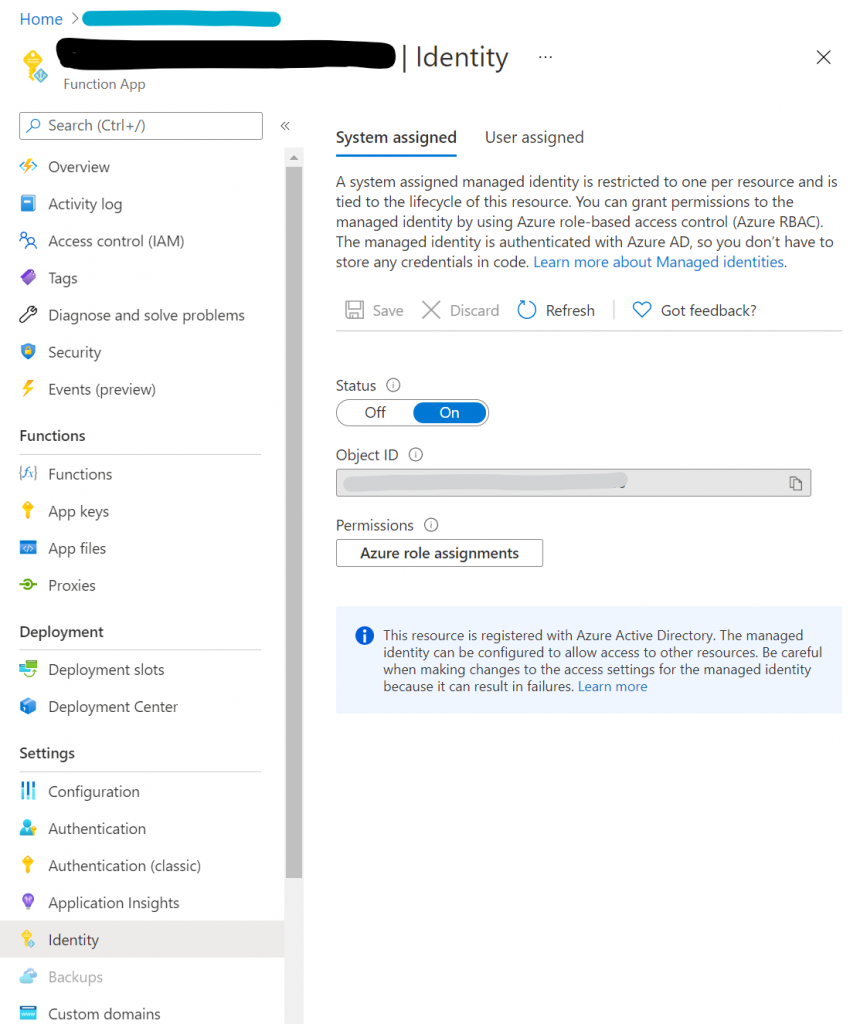 Home >
| Identity ...
Function App
Search (Ctrl+/)
«
Overview
Activity log
Access control (IAM)
Tags
Diagnose and solve problems
Security
Events (preview)
Functions
Functions
App keys
App files
Proxies
Deployment
Deployment slots
Deployment Center
Settings
Configuration
Authentication
Authentication (classic)
Application Insights
Identity
Backups
Custom domains
System assigned User assigned
A system assigned managed identity is restricted to one per resource and is
tied to the lifecycle of this resource. You can grant permissions to the
managed identity by using Azure role-based access control (Azure RBAC).
The managed identity is authenticated with Azure AD, so you don’t have to
store any credentials in code. Learn more about Managed identities.
Save Discard Refresh Got feedback?
Status
Off On
Object ID
Permissions
Azure role assignments
This resource is registered with Azure Active Directory. The managed
identity can be configured to allow access to other resources. Be careful
when making changes to the access settings for the managed identity
because it can result in failures. Learn more